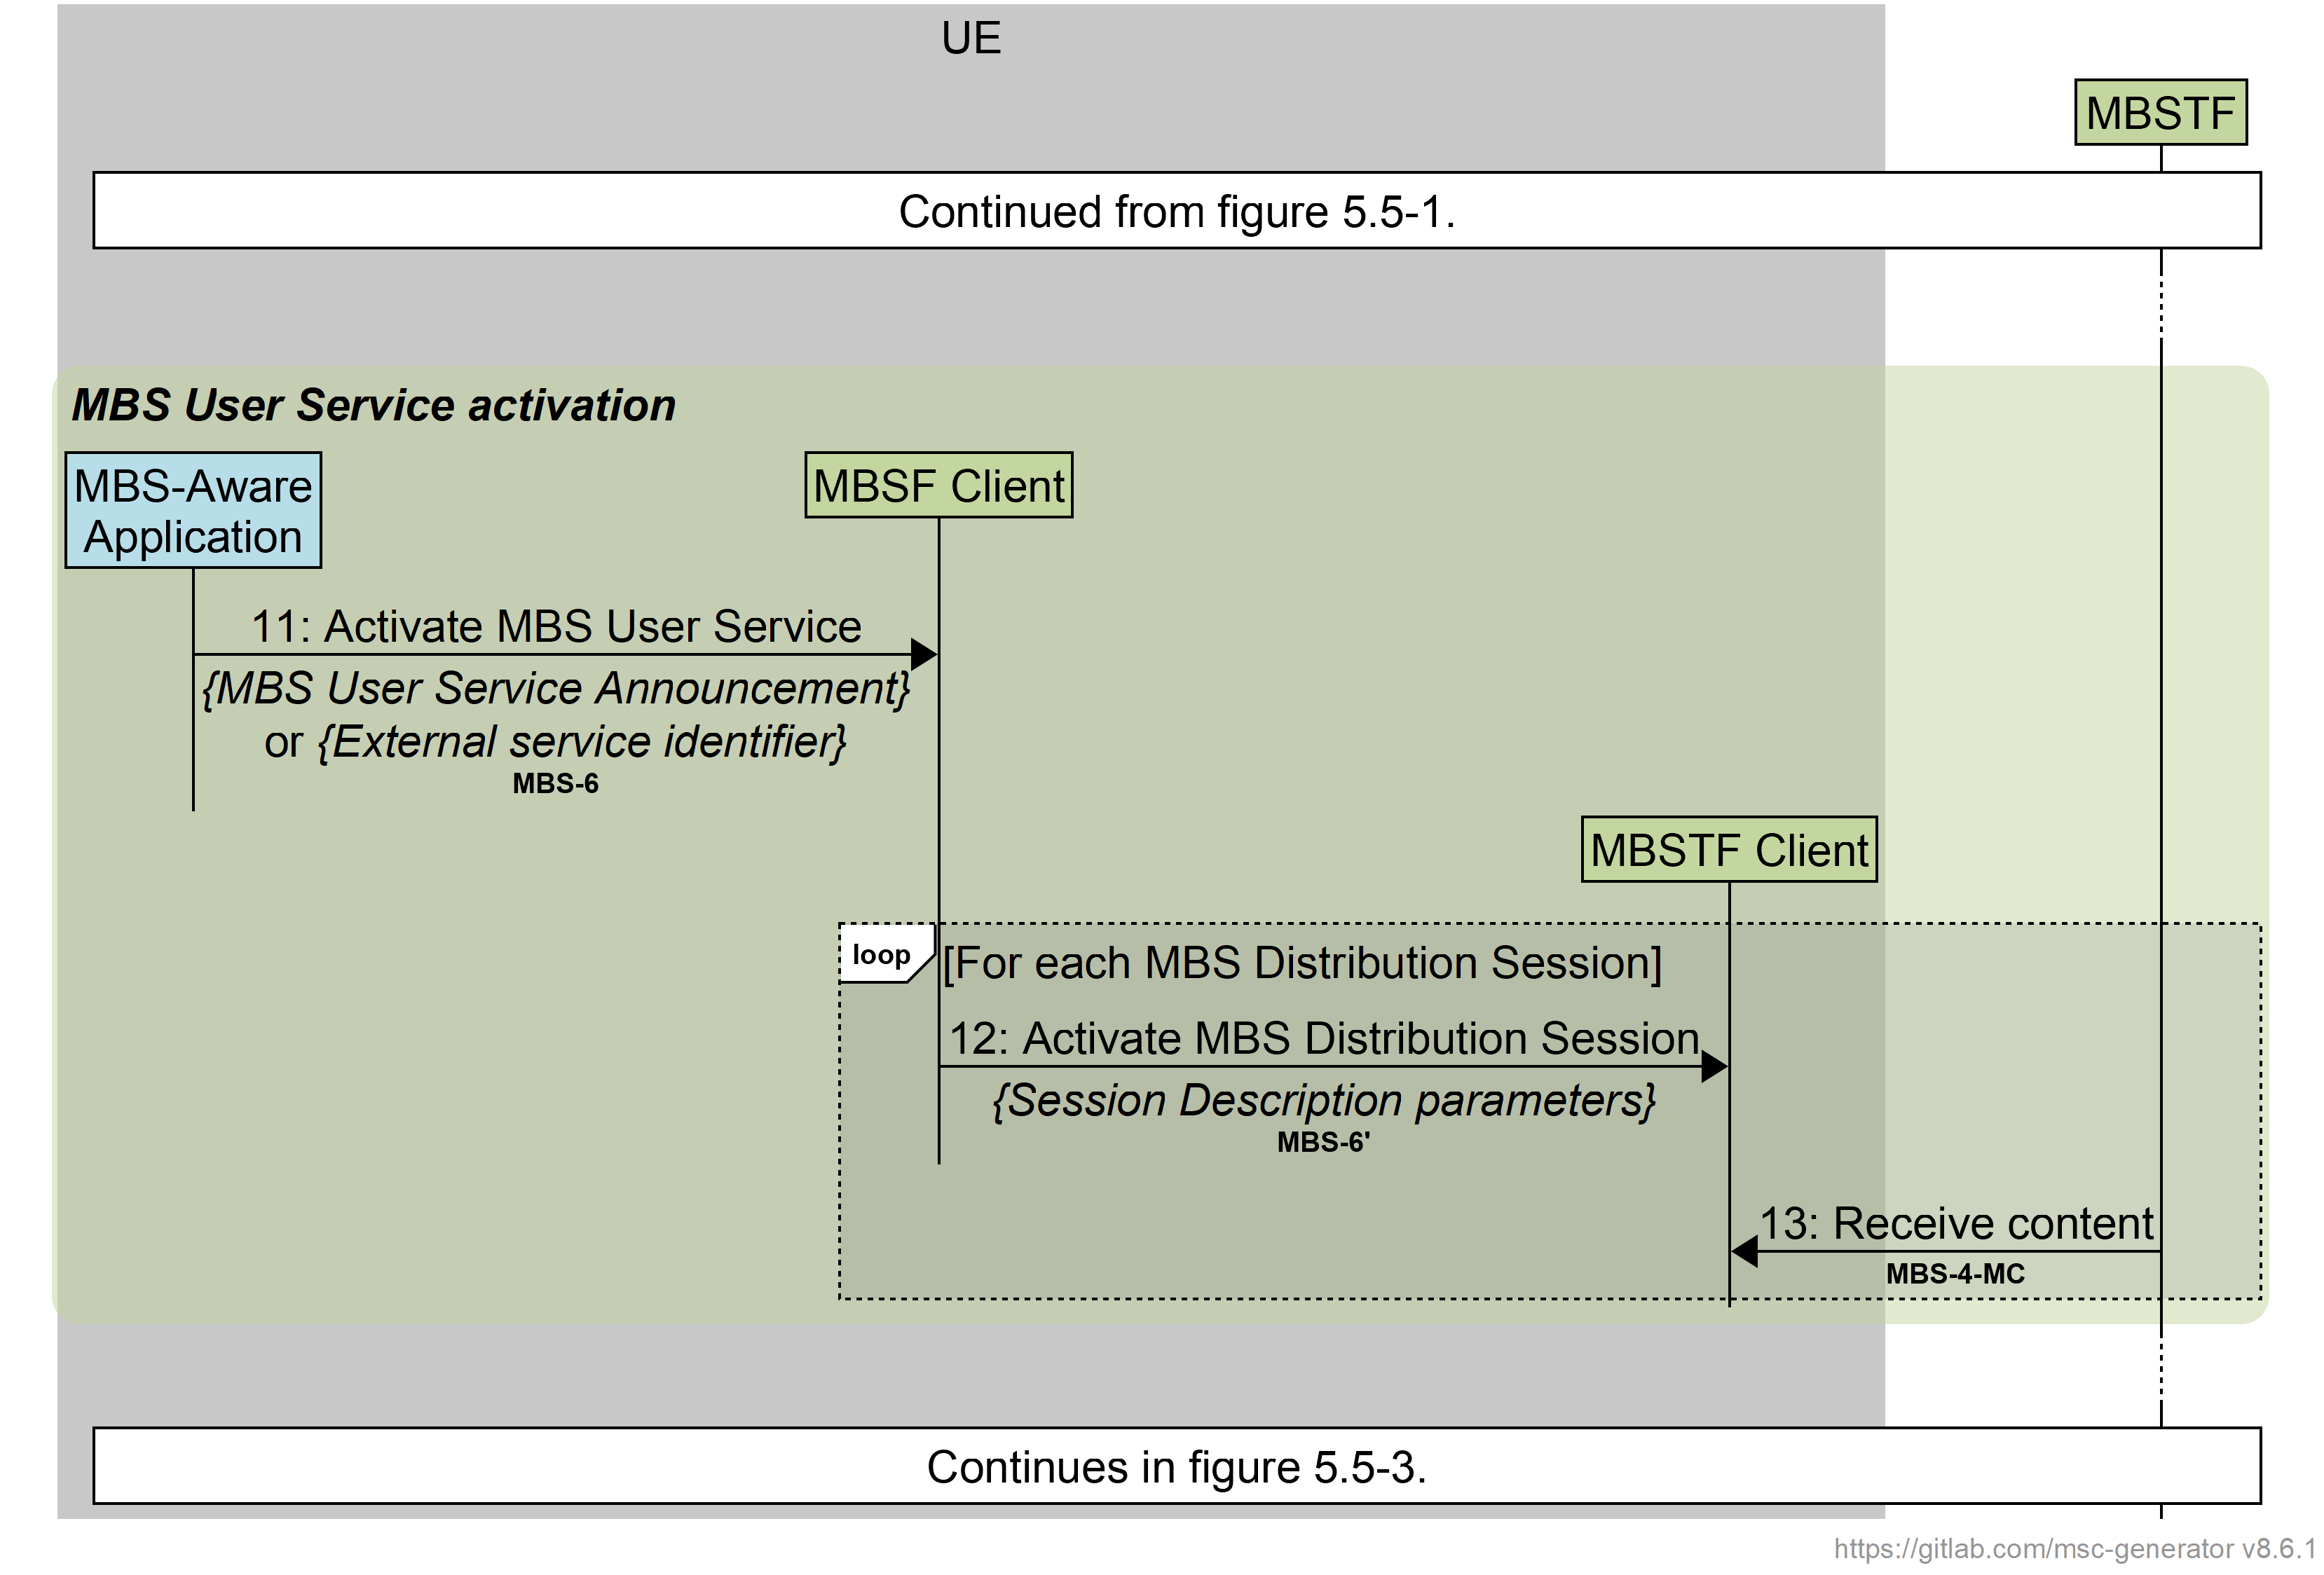 UE
MBSTF
Continued from figure 5.5-1.
MBS User Service activation
MBS-Aware
Application
MBSF Client
11: Activate MBS User Service
{MBS User Service Announcement}
or {External service identifier}
MBS-6
MBSTF Client
loop
[For each MBS Distribution Session]
12: Activate MBS Distribution Session
{Session Description parameters}
MBS-6'
13: Receive content
MBS-4-MC
Continues in figure 5.5-3.
https://gitlab.com/msc-generator v8.6.1